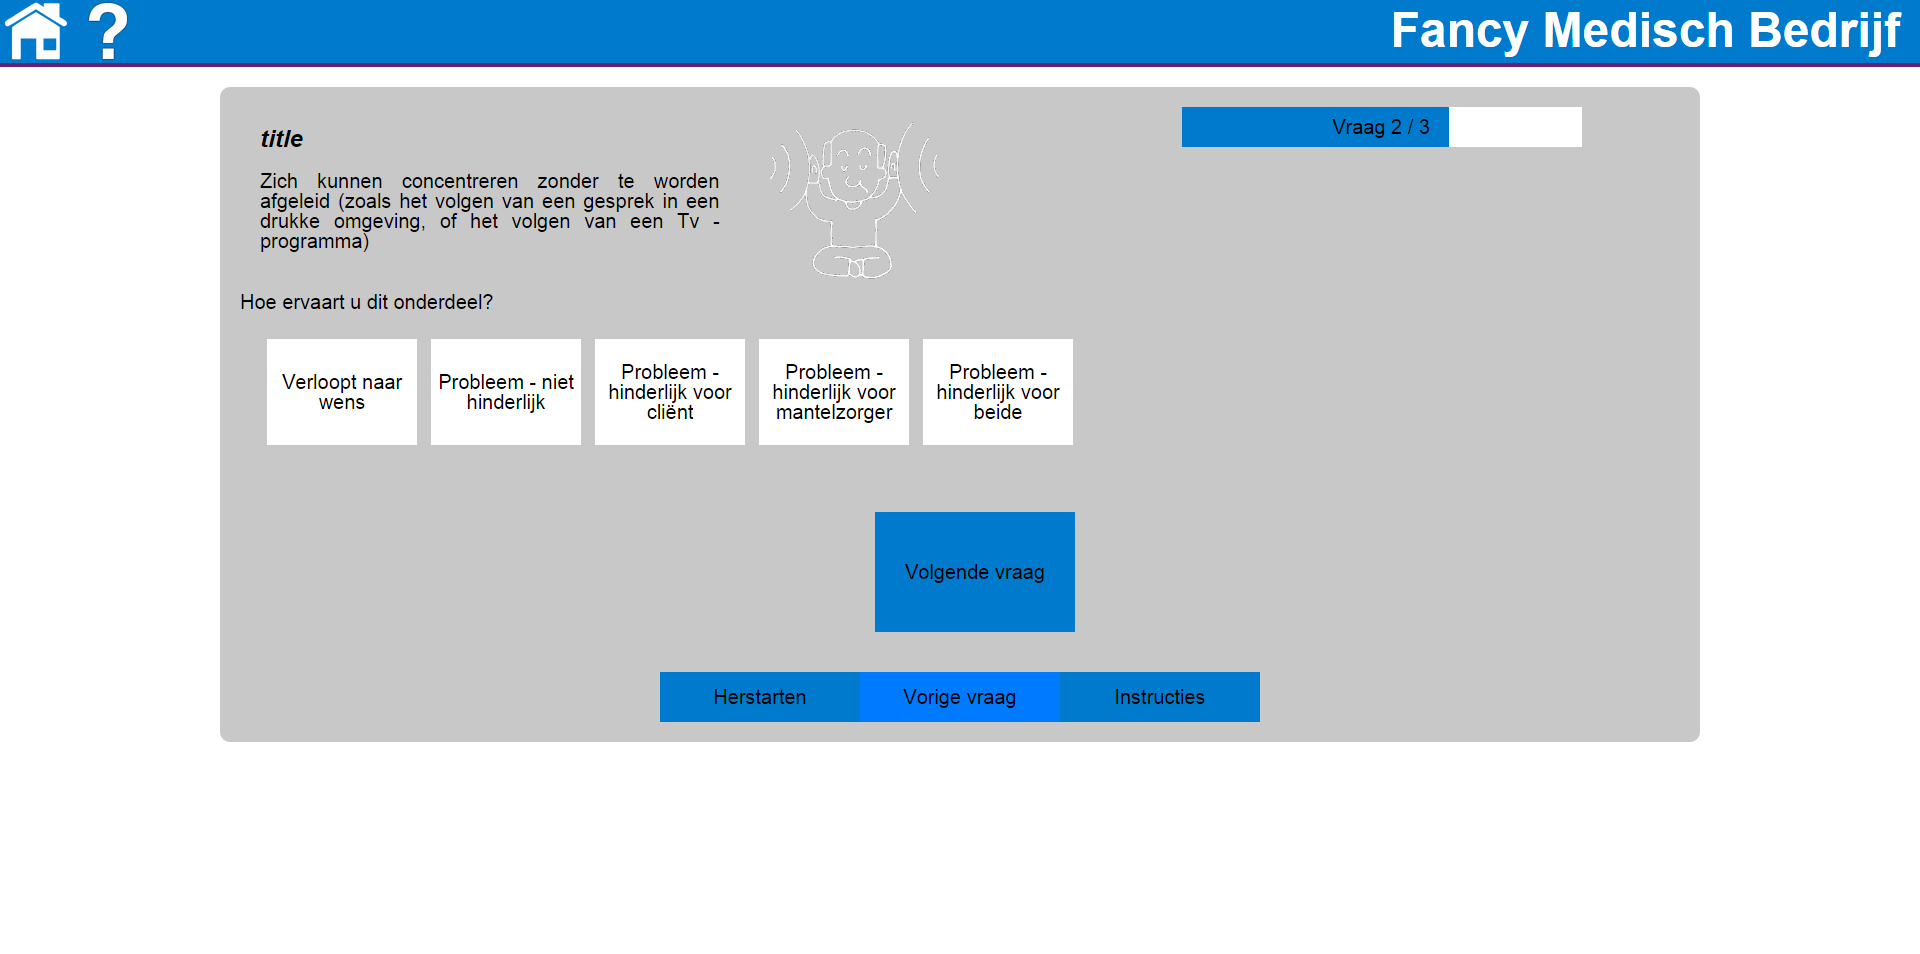 ?
Fancy Medisch Bedrijf
title
Vraag 2 / 3
Zich kunnen concentreren zonder te worden
afgeleid (zoals het volgen van een gesprek in een
drukke omgeving, of het volgen van een Tv -
programma)
Hoe ervaart u dit onderdeel?
Verloopt naar
wens
Probleem - niet
hinderlijk
Probleem -
hinderlijk voor
cliënt
Probleem -
hinderlijk voor
mantelzorger
Probleem -
hinderlijk voor
beide
Volgende vraag
Herstarten
Vorige vraag
Instructies